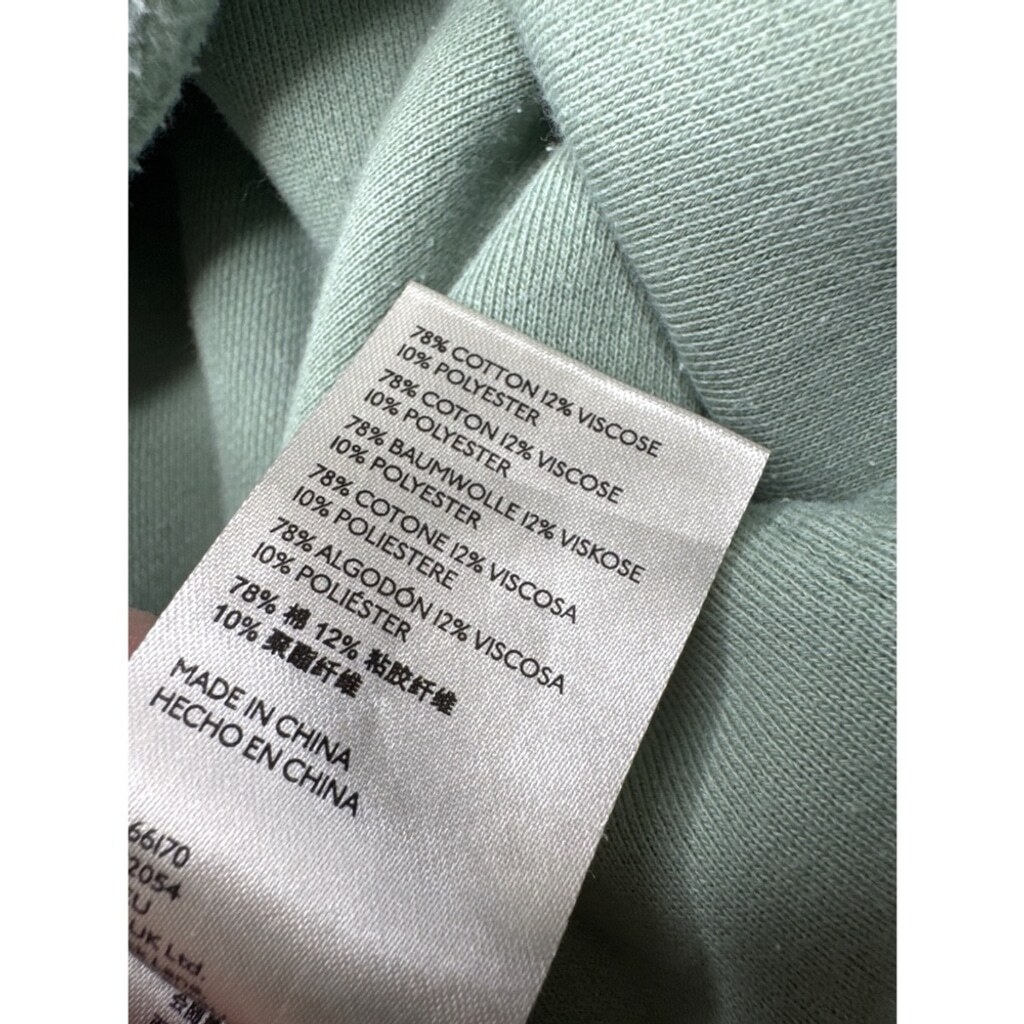 78% COTTON 12% VISCOSE
10% POLYESTER
78% COTON 12% VISCOSE
10% POLYESTER
78% BAUMWOLLE 12% VISKOSE
10% POLYESTER
78% COTONE 12% VISCOSA
10% POLIESTERE
78% ALGODÓN 12% VISCOSA
10% POLIÉSTER
78% 棉 12% 粘胶纤维
10% 聚酯纤维
MADE IN CHINA
HECHO EN CHINA
66170
2054
UK Ltd.